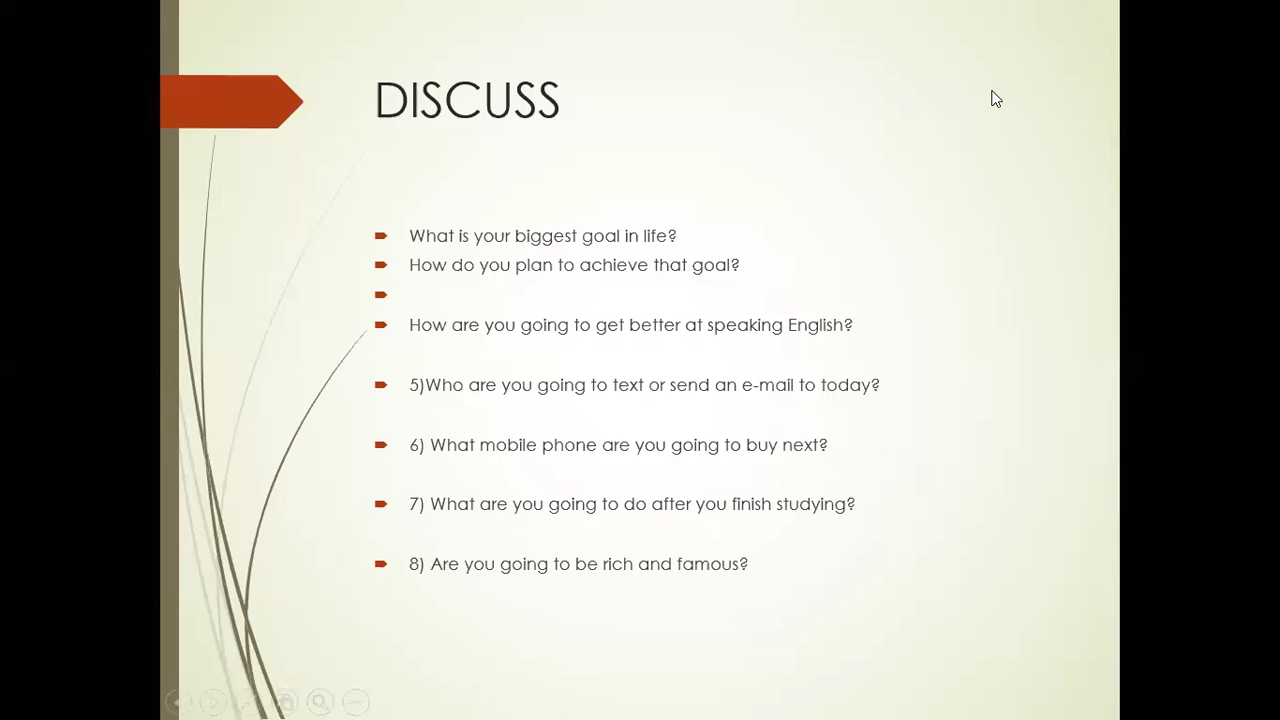 DISCUSS
What is your biggest goal in life?
How do you plan to achieve that goal?
How are you going to get better at speaking English?
5)Who are you going to text or send an e-mail to today?
6) What mobile phone are you going to buy next?
7) What are you going to do after you finish studying?
8) Are you going to be rich and famous?